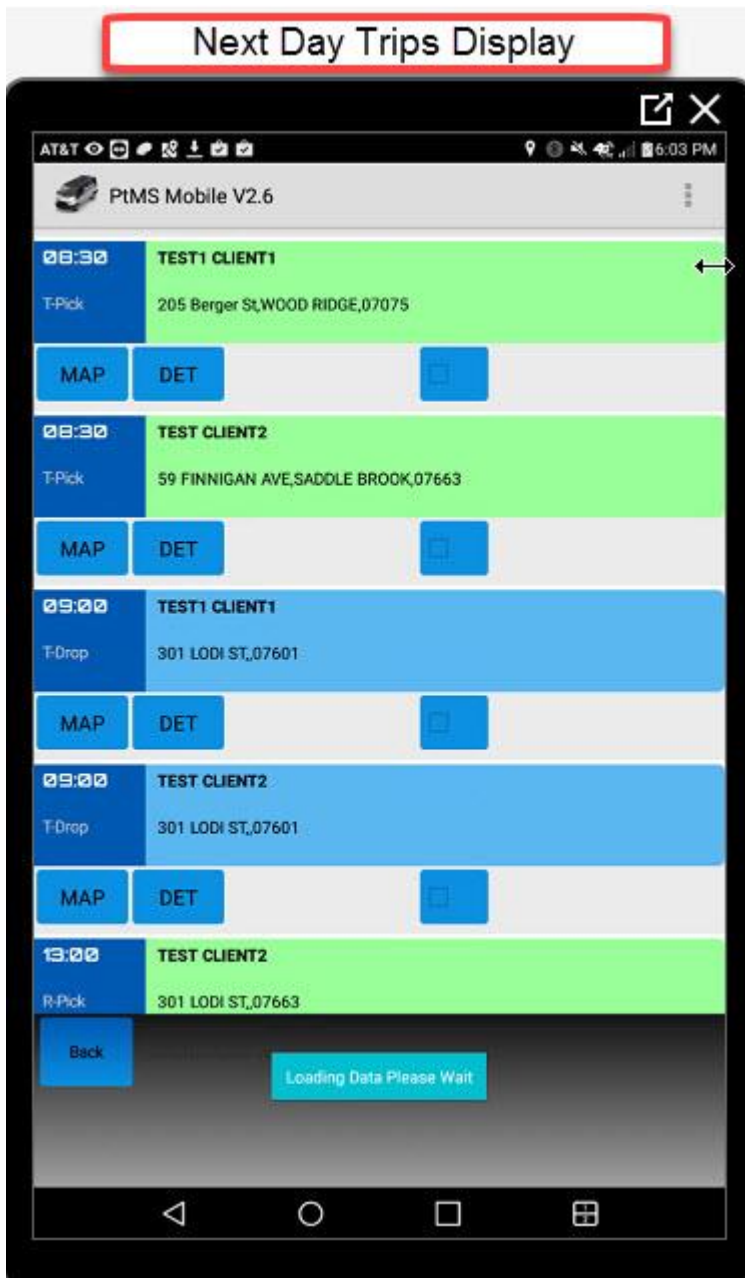 Next Day Trips Display
AT&T 6:03 PM
PtMS Mobile V2.6
08:30 TEST1 CLIENT1
T-Pick 205 Berger St,WOOD RIDGE,07075
MAP DET
08:30 TEST CLIENT2
T-Pick 59 FINNIGAN AVE,SADDLE BROOK,07663
MAP DET
09:00 TEST1 CLIENT1
T-Drop 301 LODI ST,,07601
MAP DET
09:00 TEST CLIENT2
T-Drop 301 LODI ST,,07601
MAP DET
13:00 TEST CLIENT2
R-Pick 301 LODI ST,,07663
Back
Loading Data Please Wait